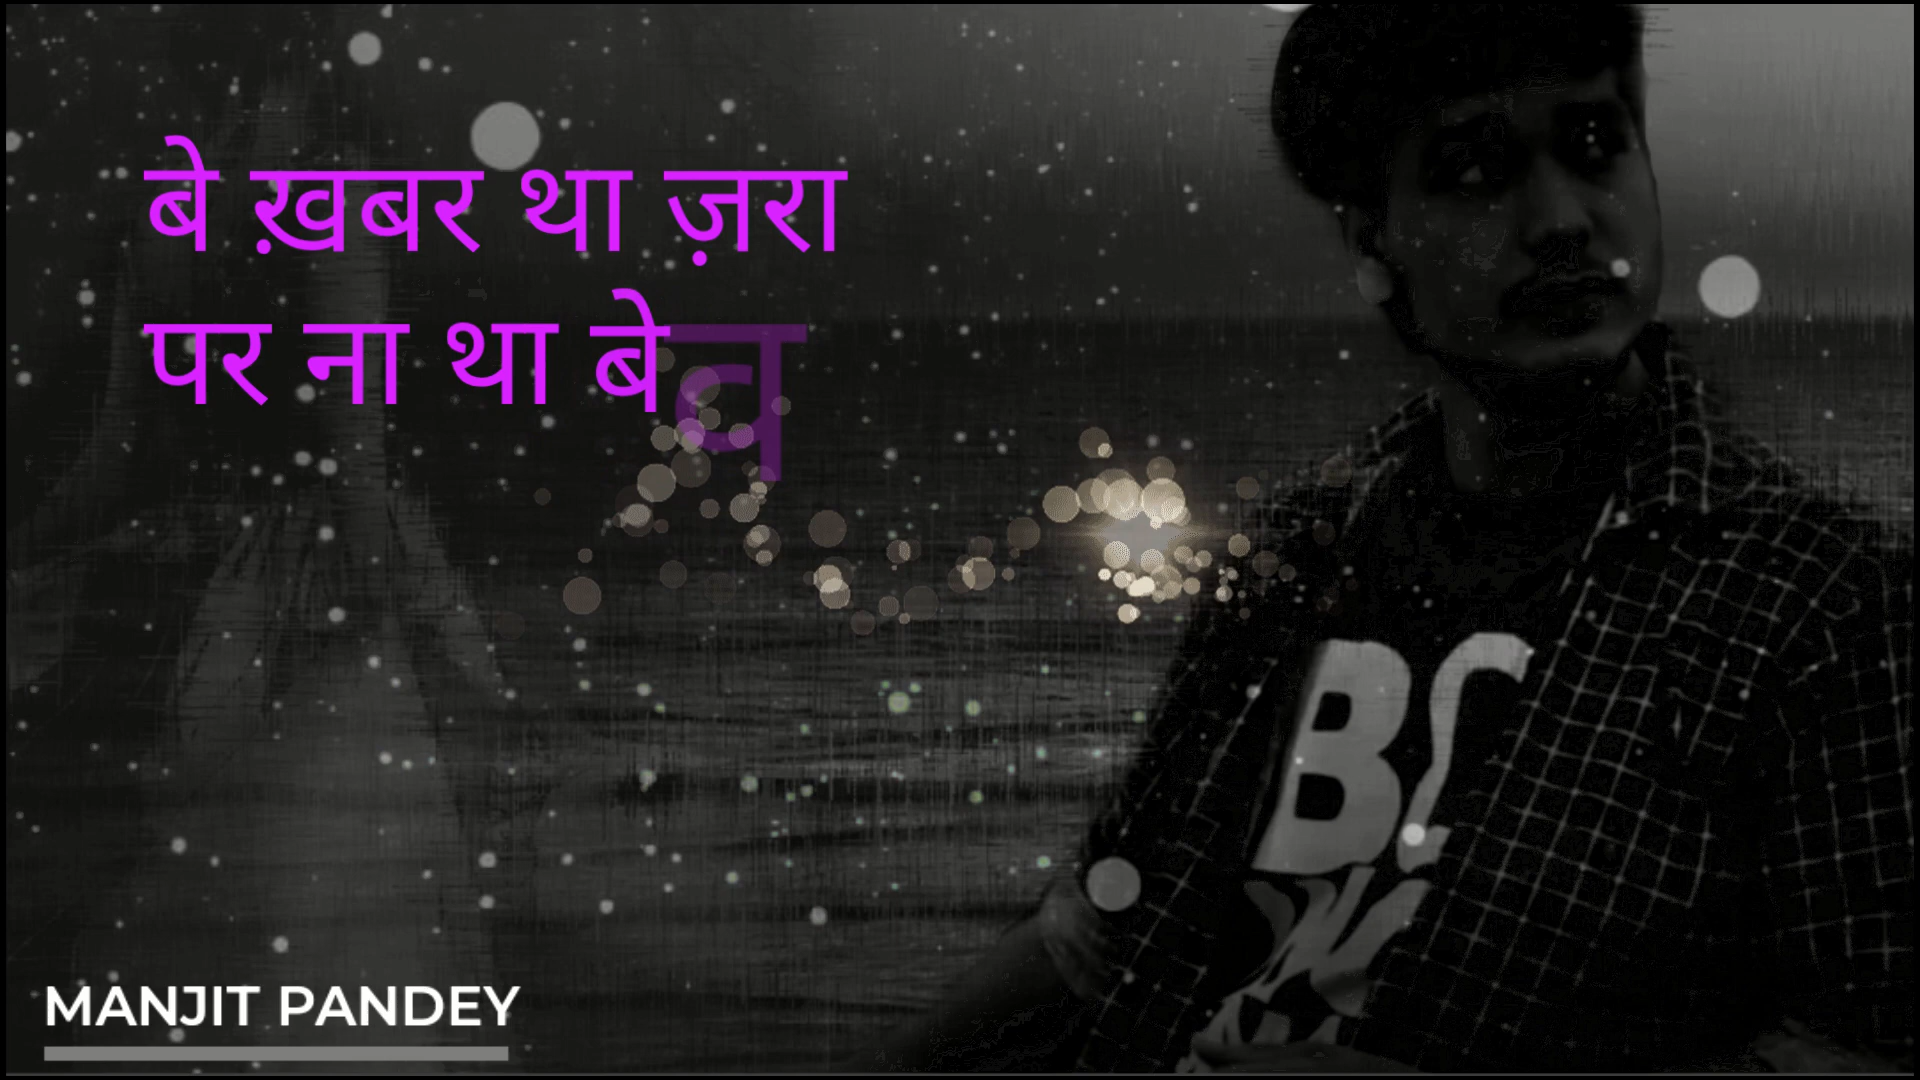 बे ख़बर था ज़रा
पर ना था बेव
MANJIT PANDEY